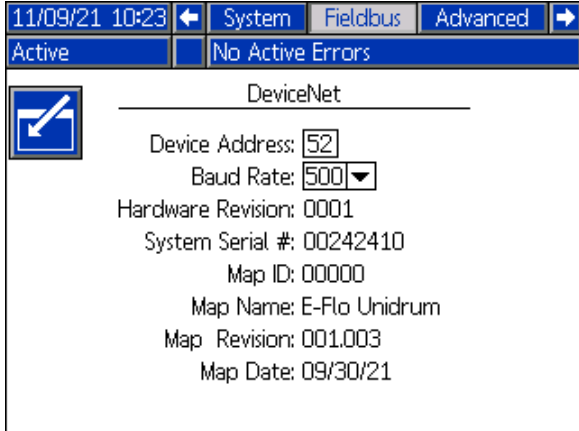 11/09/21 10:23 System Fieldbus Advanced
Active No Active Errors
DeviceNet
Device Address: 52
Baud Rate: 500
Hardware Revision: 0001
System Serial #: 00242410
Map ID: 00000
Map Name: E-Flo Unidrum
Map Revision: 001.003
Map Date: 09/30/21